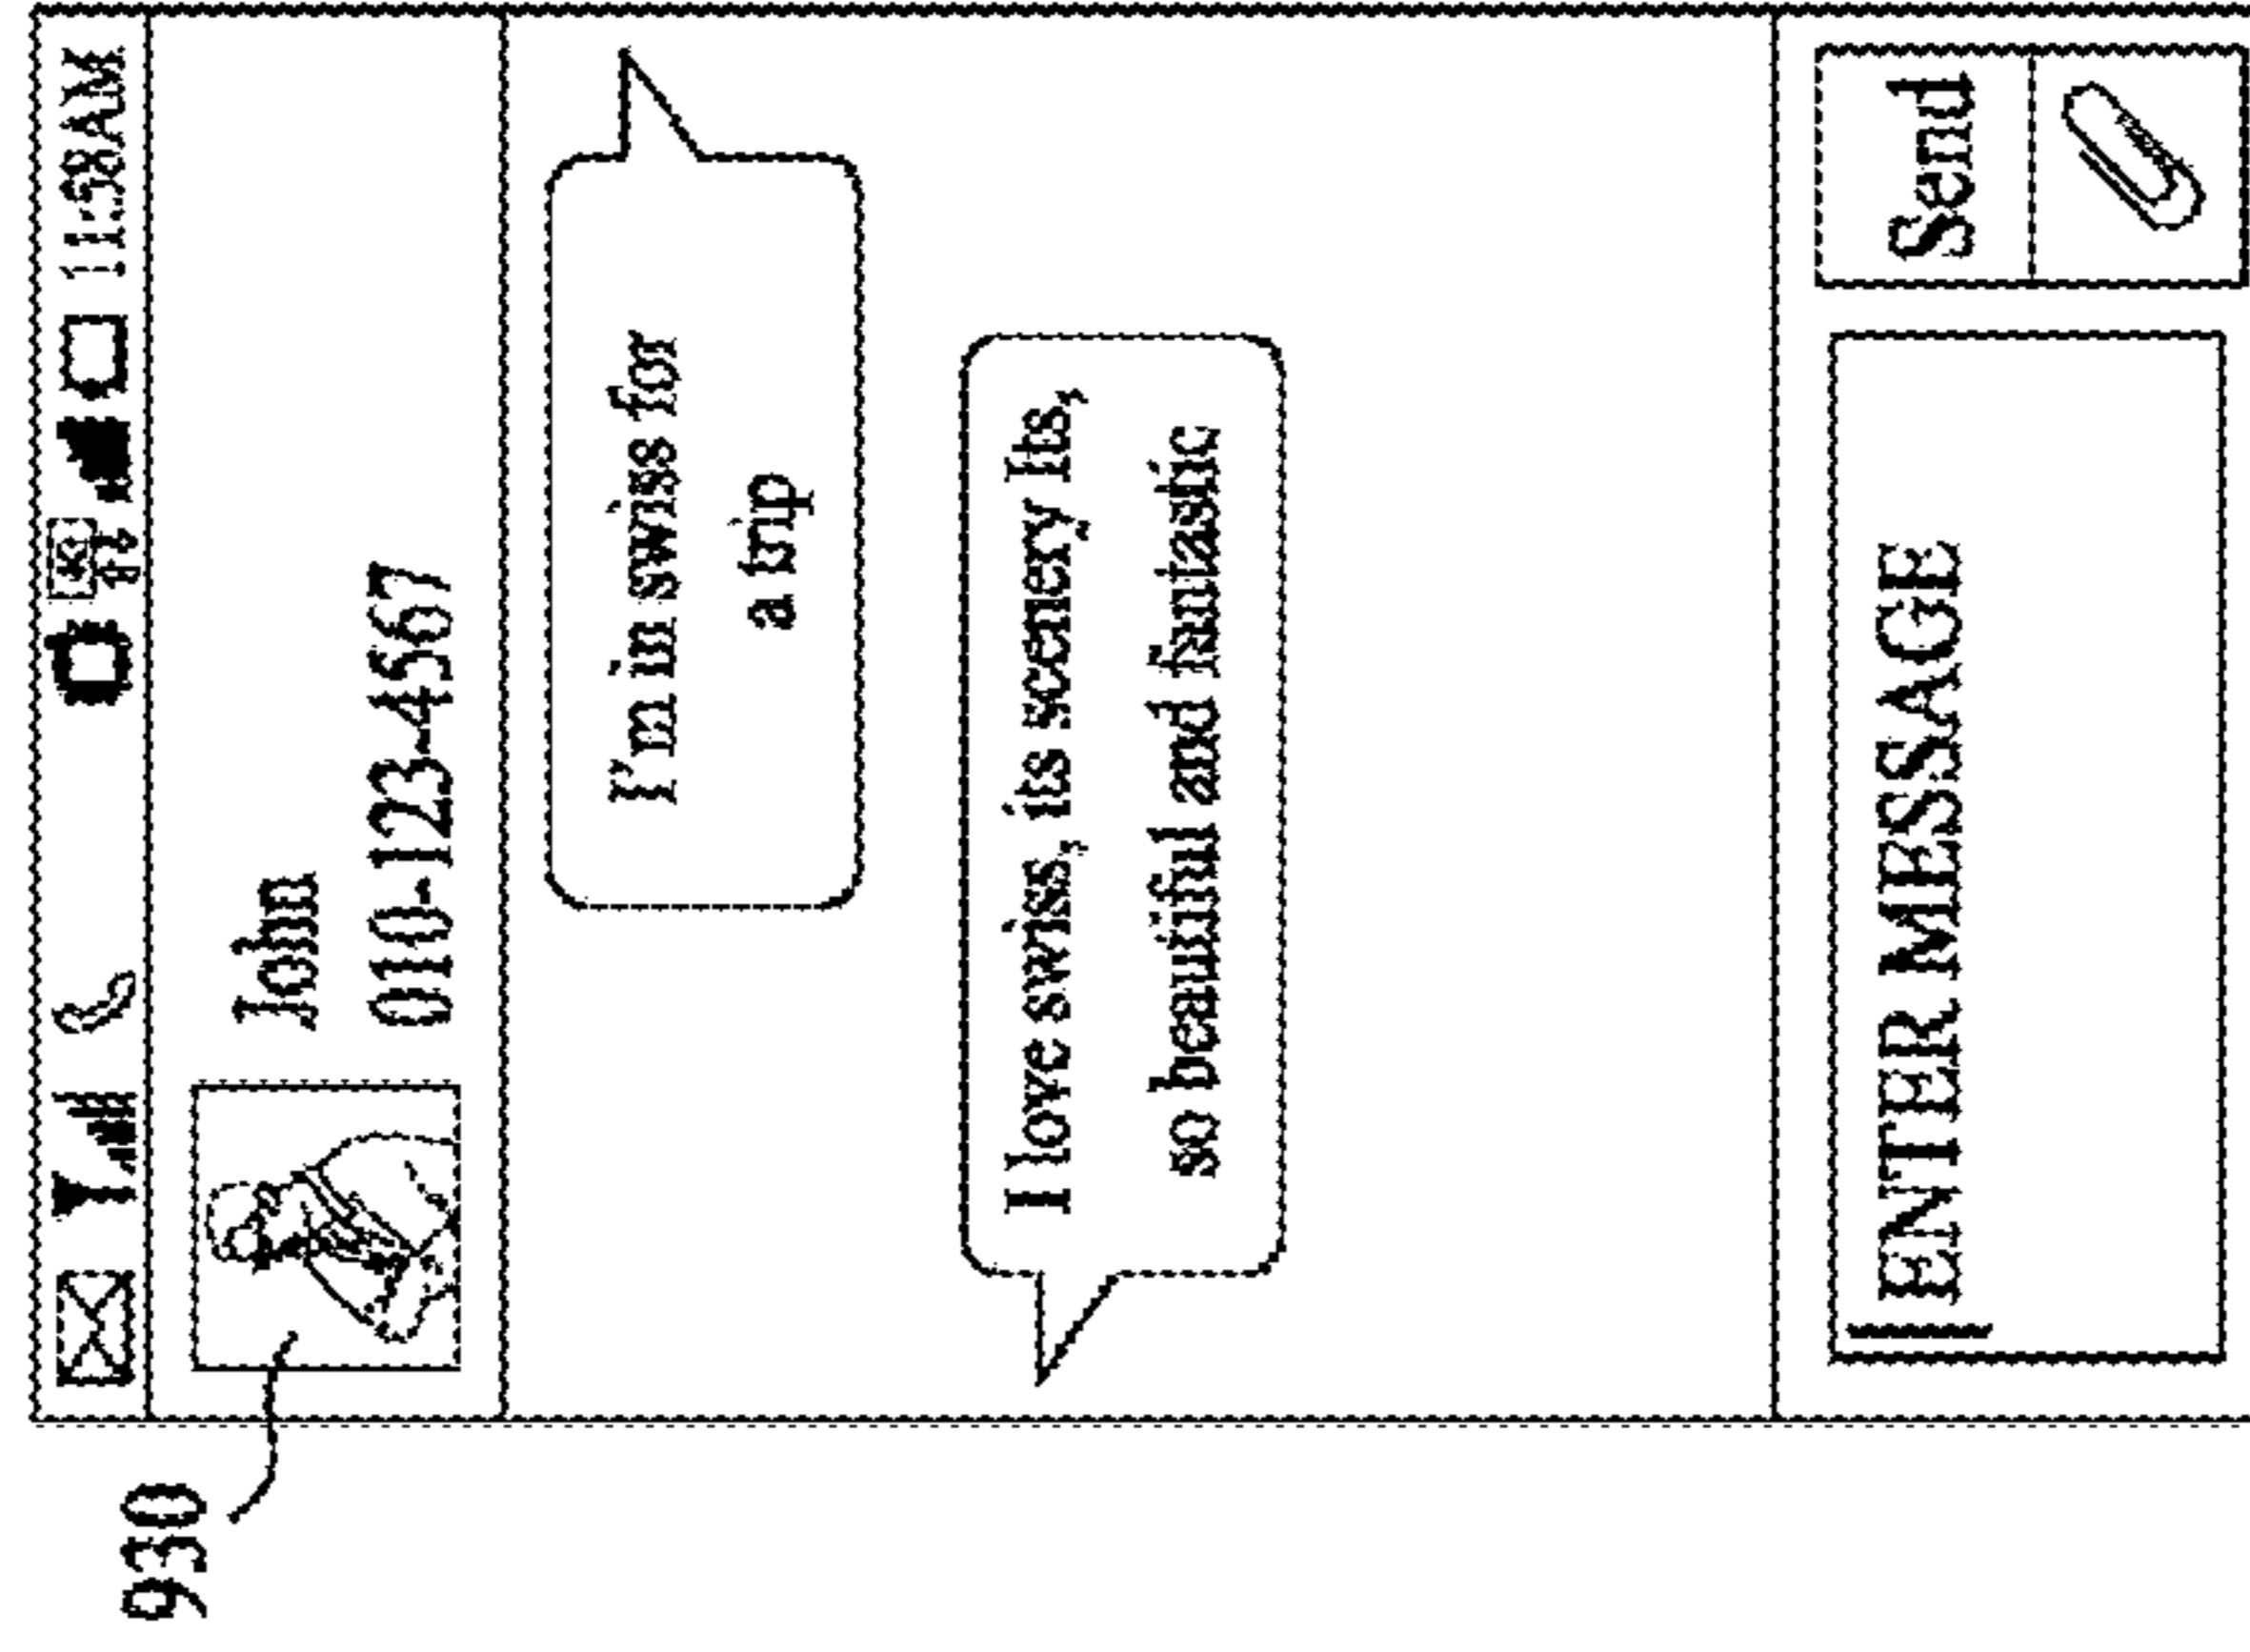 930
11:58AM
John
010-123-4567
I'm in swiss for
a trip
I love swiss, its scenery Its,
so beautiful and fantastic
ENTER MESSAGE
Send